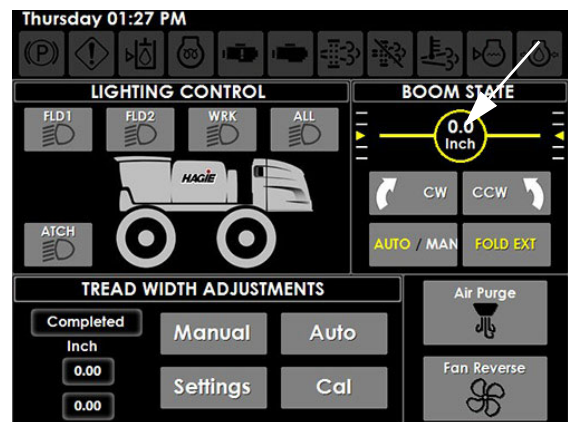 Thursday 01:27 PM
(P)
LIGHTING CONTROL
FLD1 FLD2 WRK ALL
HAGIE
ATCH
BOOM STATE
0.0
Inch
CW CCW
AUTO / MAN FOLD EXT
TREAD WIDTH ADJUSTMENTS
Completed
Inch
0.00
0.00
Manual Auto
Settings Cal
Air Purge
Fan Reverse